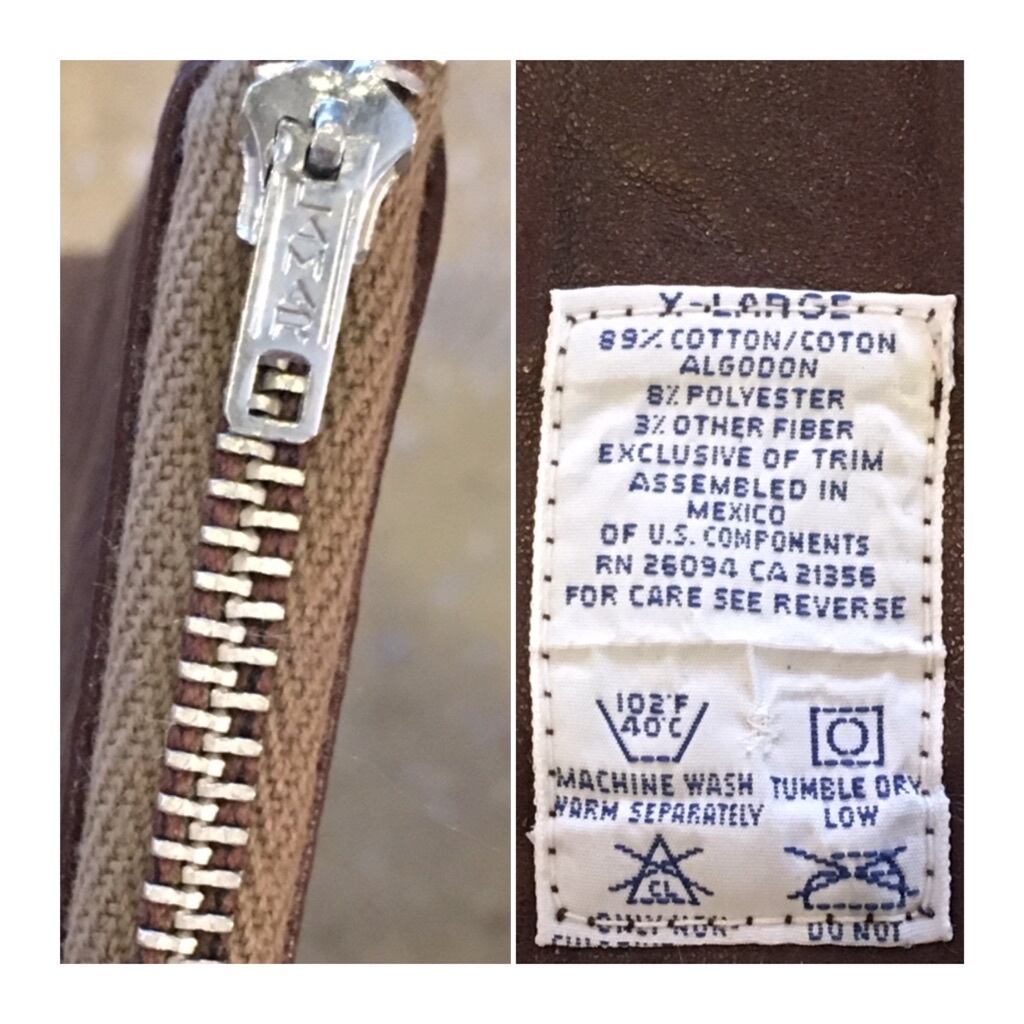 X-LARGE
89% COTTON/COTON
ALGODON
8% POLYESTER
3% OTHER FIBER
EXCLUSIVE OF TRIM
ASSEMBLED IN
MEXICO
OF U.S. COMPONENTS
RN 26094 CA 21356
FOR CARE SEE REVERSE
102°F
40°C
MACHINE WASH
WARM SEPARATELY
TUMBLE DRY
LOW
CL
ONLY NON-
DO NOT